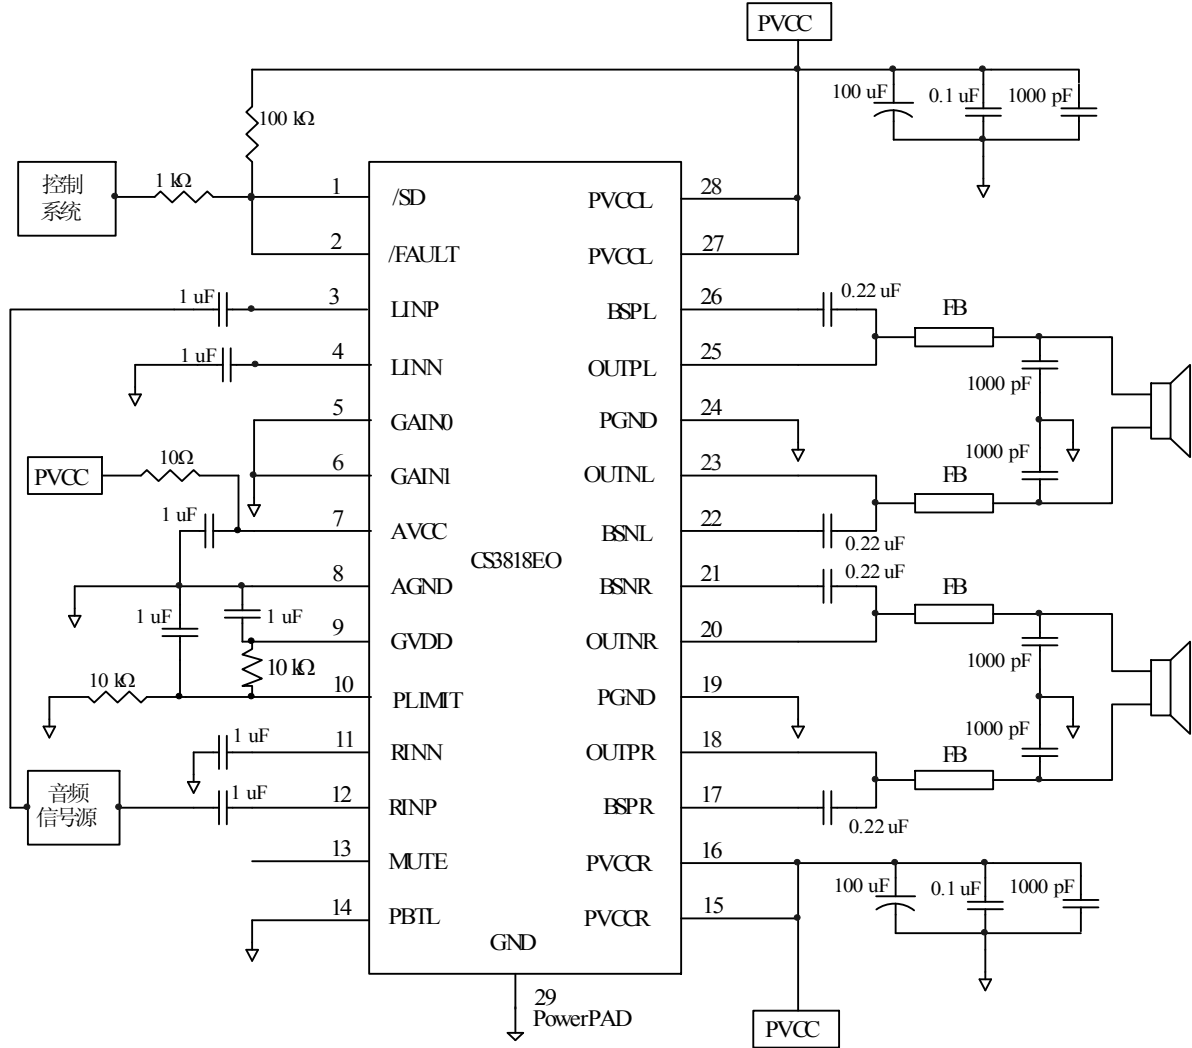 PVCC
100 uF
0.1 uF
1000 pF
100 kΩ
控制
系统
1 kΩ
1
/SD
PVCCL
28
2
/FAULT
PVCCL
27
1 uF
3
LINP
BSPL
26
0.22 uF
FB
1 uF
4
LINN
OUTPL
25
1000 pF
5
GAIN0
PGND
24
1000 pF
PVCC
10Ω
6
GAIN1
OUTNL
23
FB
1 uF
7
AVCC
BSNL
22
0.22 uF
CS3818EO
8
AGND
BSNR
21
0.22 uF
FB
1 uF
1 uF
9
GVDD
OUTNR
20
10 kΩ
1000 pF
10 kΩ
10
PLIMIT
PGND
19
1 uF
11
RINN
OUTPR
18
1000 pF
FB
音频
信号源
1 uF
12
RINP
BSPR
17
0.22 uF
13
MUTE
PVCCR
16
100 uF
0.1 uF
1000 pF
14
PBTL
PVCCR
15
GND
29
PowerPAD
PVCC